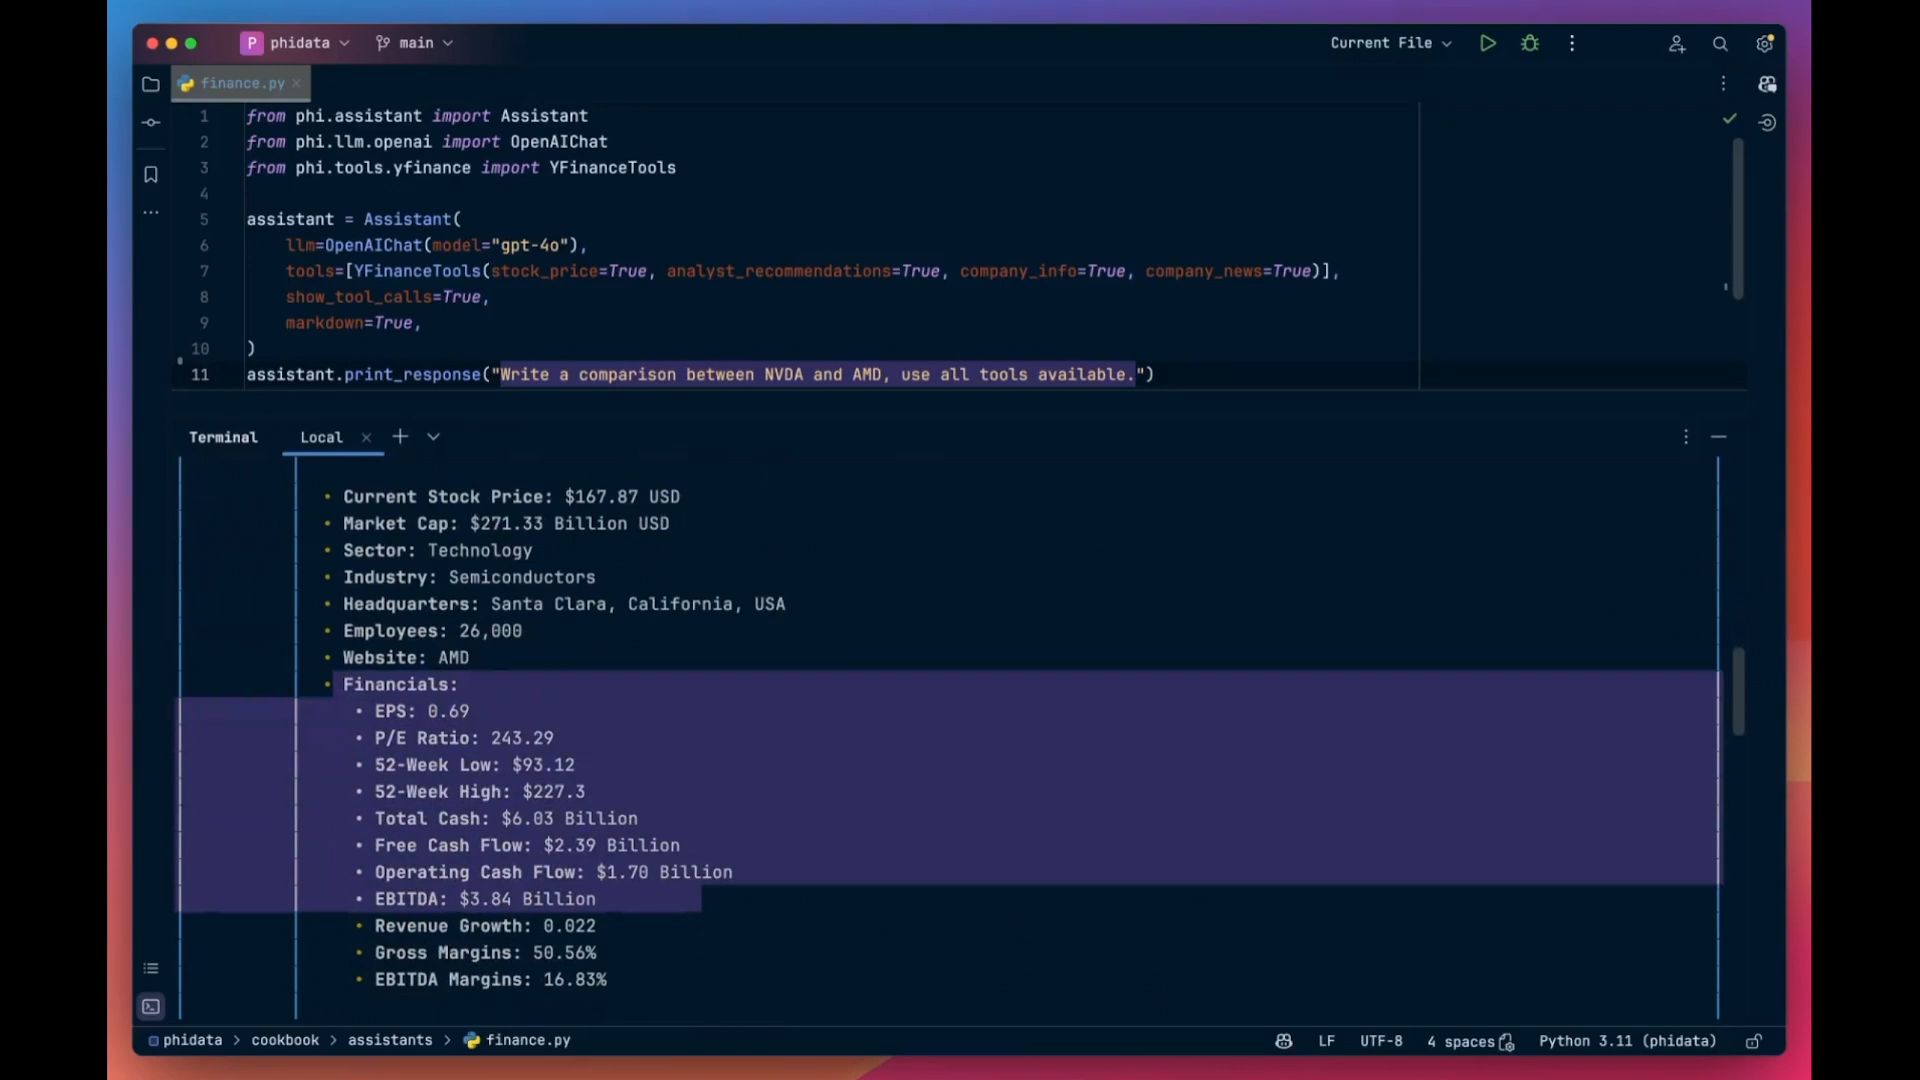 P phidata main Current File
finance.py
1 from phi.assistant import Assistant
2 from phi.llm.openai import OpenAIChat
3 from phi.tools.yfinance import YFinanceTools
4
5 assistant = Assistant(
6 llm=OpenAIChat(model="gpt-4o"),
7 tools=[YFinanceTools(stock_price=True, analyst_recommendations=True, company_info=True, company_news=True)],
8 show_tool_calls=True,
9 markdown=True,
10 )
11 assistant.print_response("Write a comparison between NVDA and AMD, use all tools available.")
Terminal Local
• Current Stock Price: $167.87 USD
• Market Cap: $271.33 Billion USD
• Sector: Technology
• Industry: Semiconductors
• Headquarters: Santa Clara, California, USA
• Employees: 26,000
• Website: AMD
• Financials:
• EPS: 0.69
• P/E Ratio: 243.29
• 52-Week Low: $93.12
• 52-Week High: $227.3
• Total Cash: $6.03 Billion
• Free Cash Flow: $2.39 Billion
• Operating Cash Flow: $1.70 Billion
• EBITDA: $3.84 Billion
• Revenue Growth: 0.022
• Gross Margins: 50.56%
• EBITDA Margins: 16.83%
phidata > cookbook > assistants > finance.py LF UTF-8 4 spaces Python 3.11 (phidata)